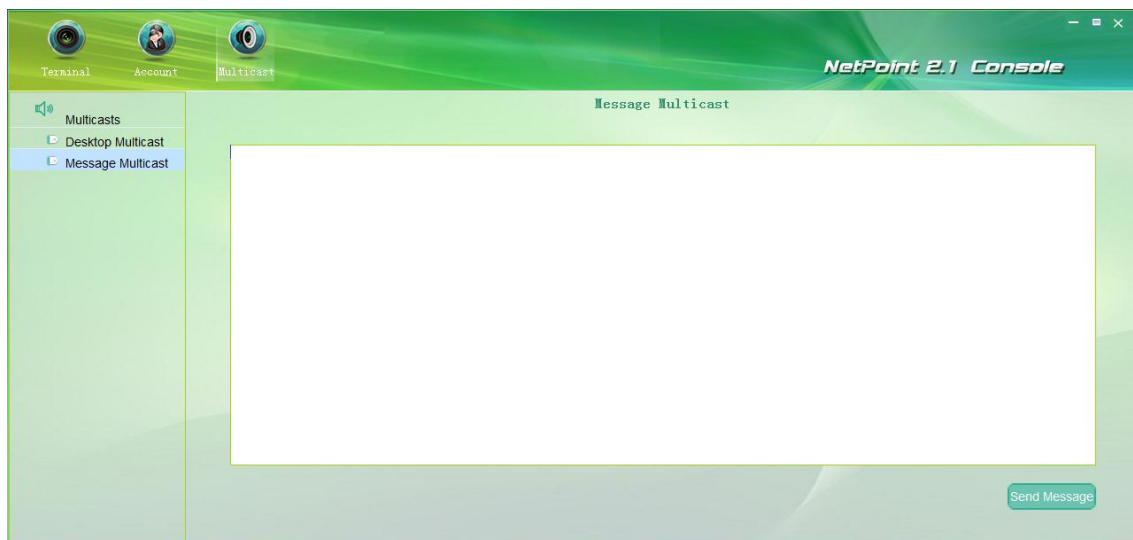 Terminal Account Multicast
NetPoint 2.1 Console
Multicasts
Desktop Multicast
Message Multicast
Message Multicast
Send Message